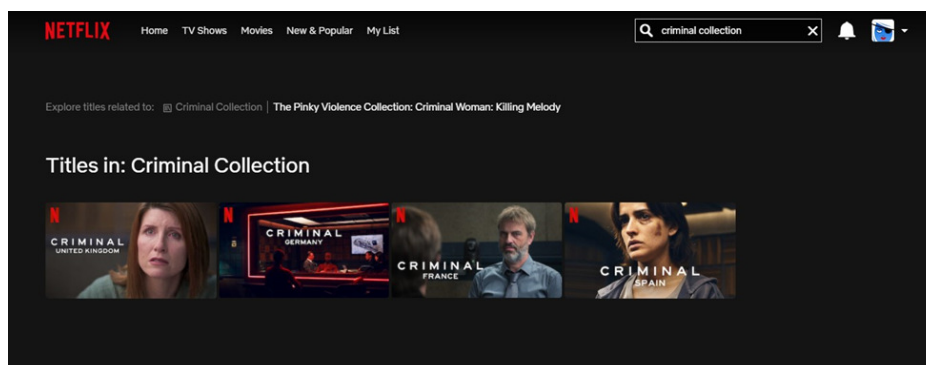 NETFLIX Home TV Shows Movies New & Popular My List criminal collection
Explore titles related to: Criminal Collection | The Pinky Violence Collection: Criminal Woman: Killing Melody
Titles in: Criminal Collection
N
CRIMINAL
UNITED KINGDOM
N
CRIMINAL
GERMANY
N
CRIMINAL
FRANCE
N
CRIMINAL
SPAIN